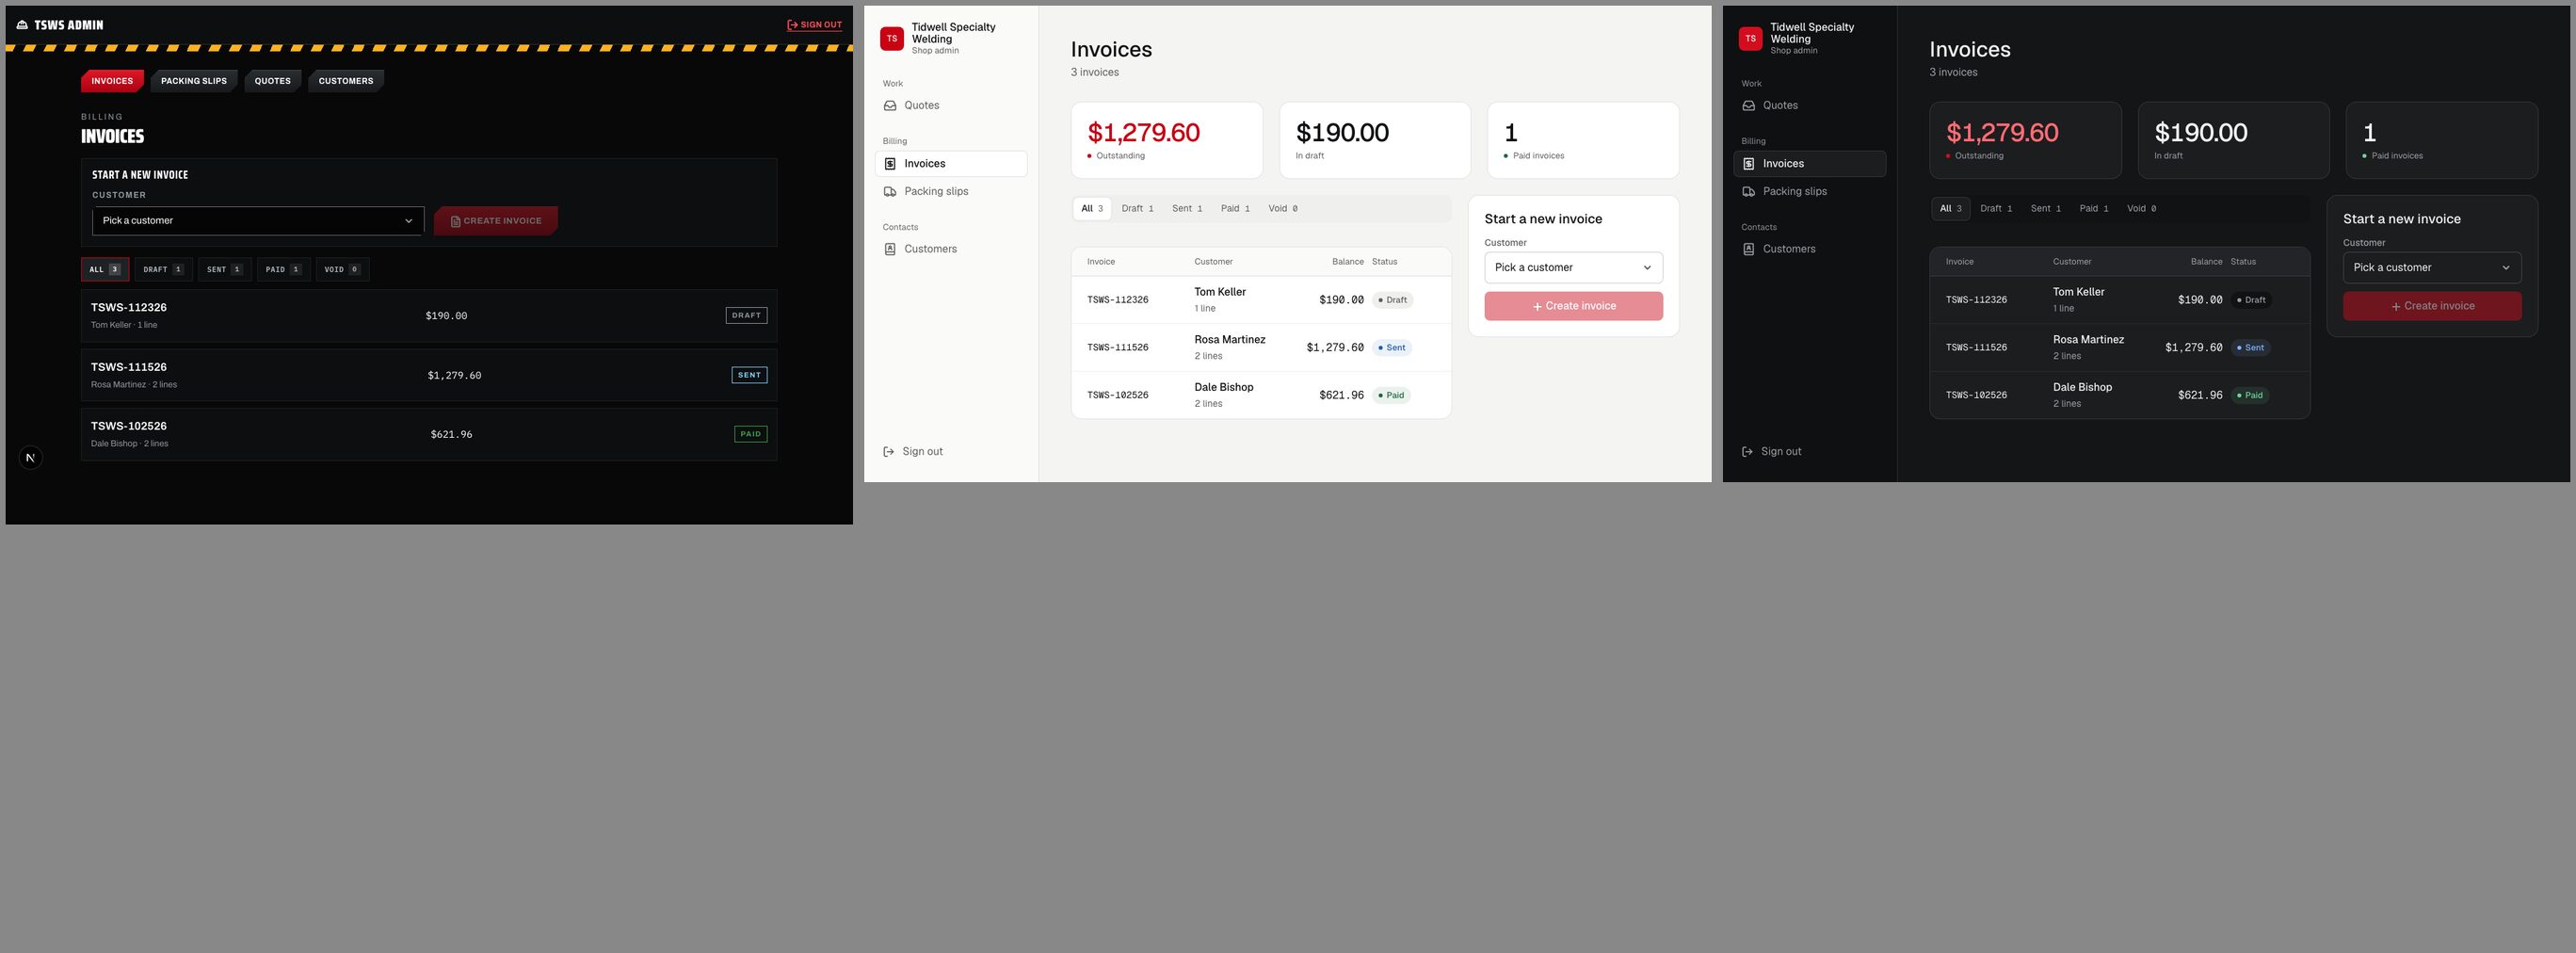 TSWS ADMIN
SIGN OUT
INVOICES
PACKING SLIPS
QUOTES
CUSTOMERS
BILLING
INVOICES
START A NEW INVOICE
CUSTOMER
Pick a customer
CREATE INVOICE
ALL 3
DRAFT 1
SENT 1
PAID 1
VOID 0
TSWS-112326
Tom Keller · 1 line
$190.00
DRAFT
TSWS-111526
Rosa Martinez · 2 lines
$1,279.60
SENT
TSWS-102526
Dale Bishop · 2 lines
$621.96
PAID
N
TS
Tidwell Specialty
Welding
Shop admin
Work
Quotes
Billing
Invoices
Packing slips
Contacts
Customers
Sign out
Invoices
3 invoices
$1,279.60
Outstanding
$190.00
In draft
1
Paid invoices
All 3
Draft 1
Sent 1
Paid 1
Void 0
Invoice
Customer
Balance
Status
TSWS-112326
Tom Keller
1 line
$190.00
Draft
TSWS-111526
Rosa Martinez
2 lines
$1,279.60
Sent
TSWS-102526
Dale Bishop
2 lines
$621.96
Paid
Start a new invoice
Customer
Pick a customer
+ Create invoice
TS
Tidwell Specialty
Welding
Shop admin
Work
Quotes
Billing
Invoices
Packing slips
Contacts
Customers
Sign out
Invoices
3 invoices
$1,279.60
Outstanding
$190.00
In draft
1
Paid invoices
All 3
Draft 1
Sent 1
Paid 1
Void 0
Invoice
Customer
Balance
Status
TSWS-112326
Tom Keller
1 line
$190.00
Draft
TSWS-111526
Rosa Martinez
2 lines
$1,279.60
Sent
TSWS-102526
Dale Bishop
2 lines
$621.96
Paid
Start a new invoice
Customer
Pick a customer
+ Create invoice